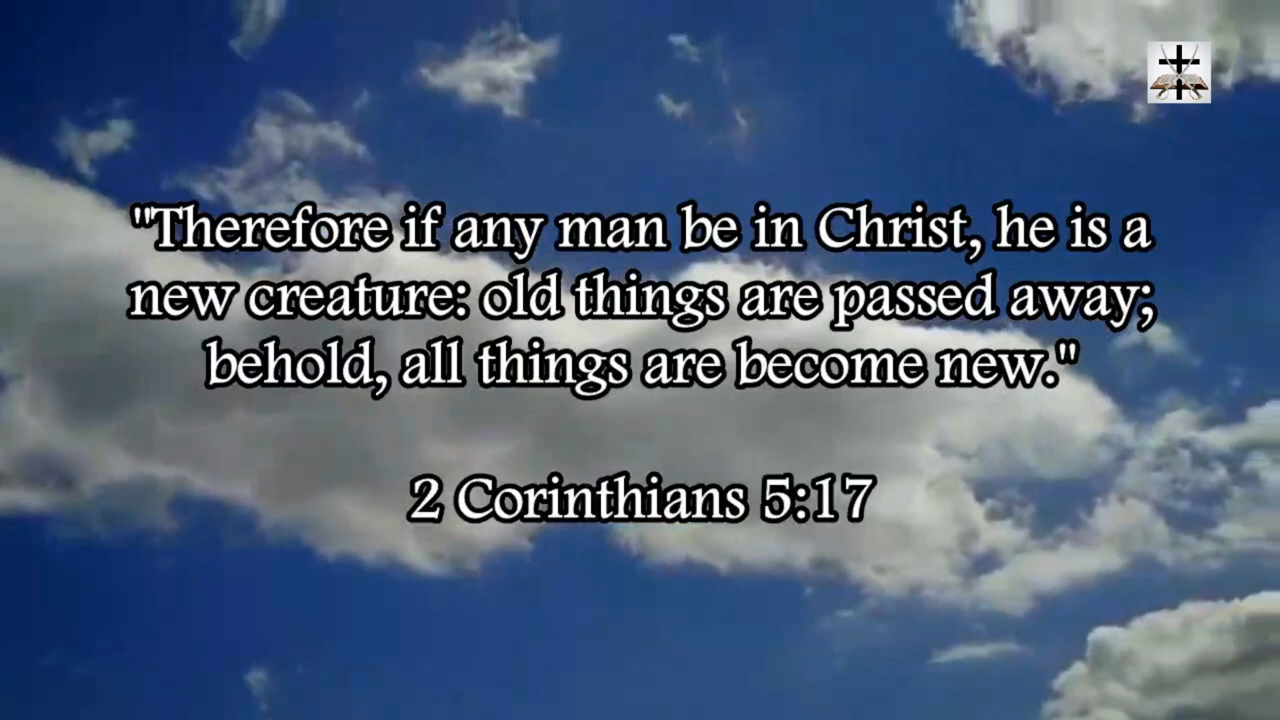 "Therefore if any man be in Christ, he is a
new creature: old things are passed away;
behold, all things are become new."
2 Corinthians 5:17